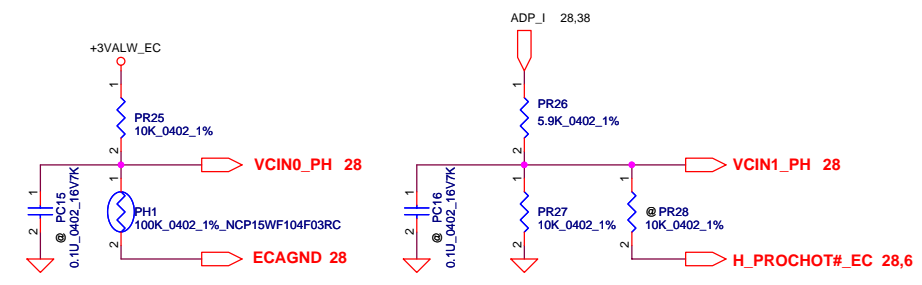 ADP_I 28,38
+3VALW_EC
1
PR25
10K_0402_1%
2
VCIN0_PH 28
1
2
@ PC15
0.1U_0402_16V7K
1
PH1
100K_0402_1%_NCP15WF104F03RC
2
ECAGND 28
1
PR26
5.9K_0402_1%
2
VCIN1_PH 28
1
2
@ PC16
0.1U_0402_16V7K
1
PR27
10K_0402_1%
2
1
@ PR28
10K_0402_1%
2
H_PROCHOT#_EC 28,6